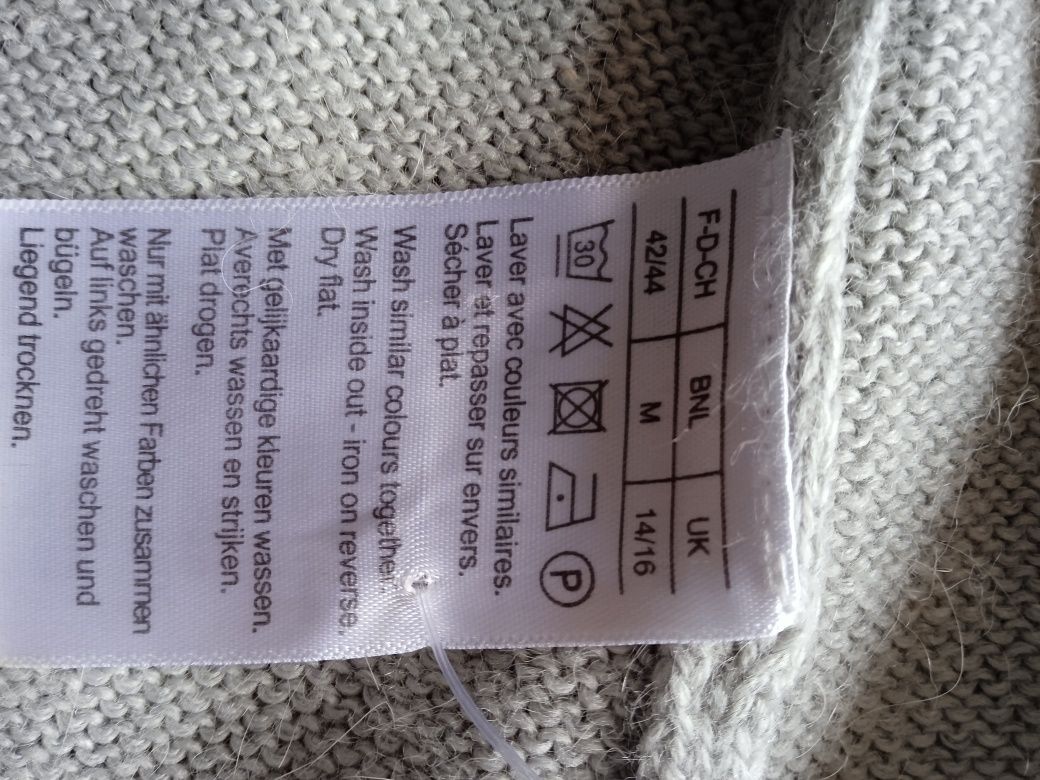 F-D-CH BNL UK
42/44 M 14/16
30 P
Laver avec couleurs similaires.
Laver et repasser sur envers.
Sécher à plat.
Wash similar colours together.
Wash inside out - iron on reverse.
Dry flat.
Met gelijkaardige kleuren wassen.
Averechts wassen en strijken.
Plat drogen.
Nur mit ähnlichen Farben zusammen
waschen.
Auf links gedreht waschen und
bügeln.
Liegend trocknen.